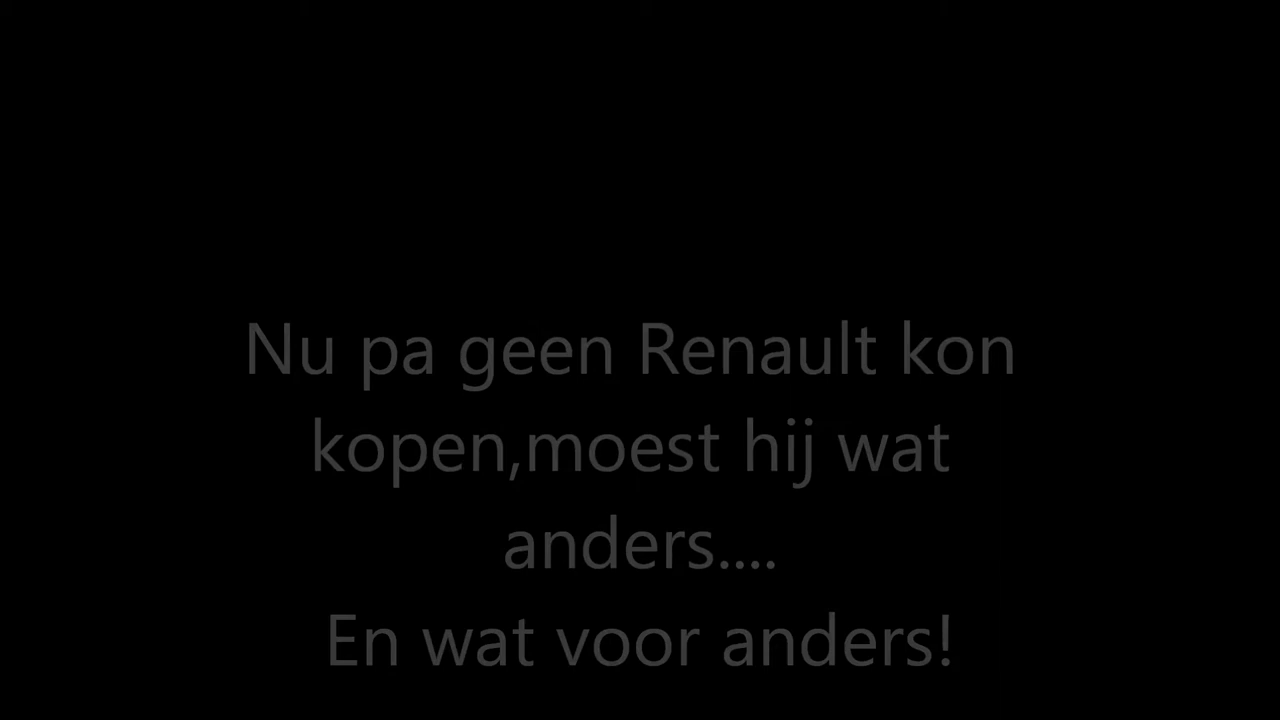 Nu pa geen Renault kon
kopen,moest hij wat
anders....
En wat voor anders!